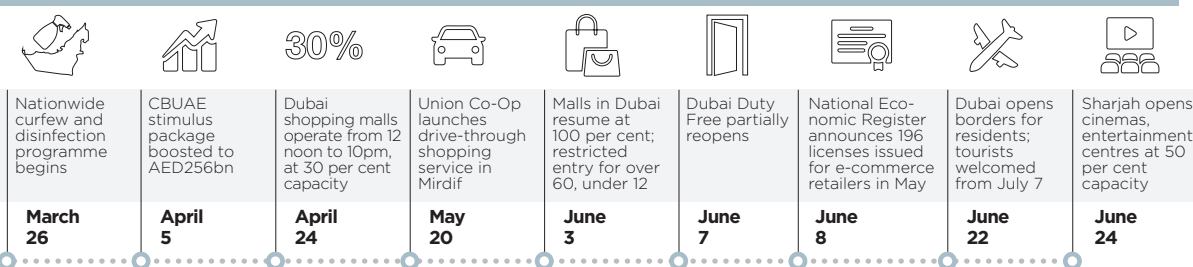 30%
Nationwide
curfew and
disinfection
programme
begins
March
26
CBUAE
stimulus
package
boosted to
AED256bn
April
5
Dubai
shopping malls
operate from 12
noon to 10pm,
at 30 per cent
capacity
April
24
Union Co-Op
launches
drive-through
shopping
service in
Mirdif
May
20
Malls in Dubai
resume at
100 per cent;
restricted
entry for over
60, under 12
June
3
Dubai Duty
Free partially
reopens
June
7
National Eco-
nomic Register
announces 196
licenses issued
for e-commerce
retailers in May
June
8
Dubai opens
borders for
residents;
tourists
welcomed
from July 7
June
22
Sharjah opens
cinemas,
entertainment
centres at 50
per cent
capacity
June
24